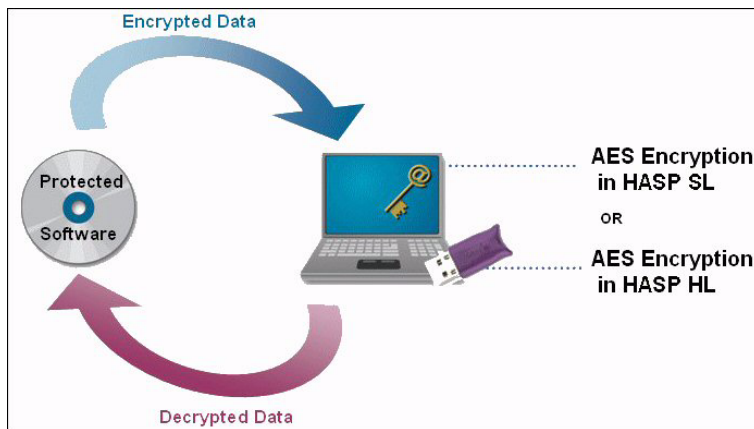 Encrypted Data
Protected
Software
AES Encryption
in HASP SL
OR
AES Encryption
in HASP HL
Decrypted Data